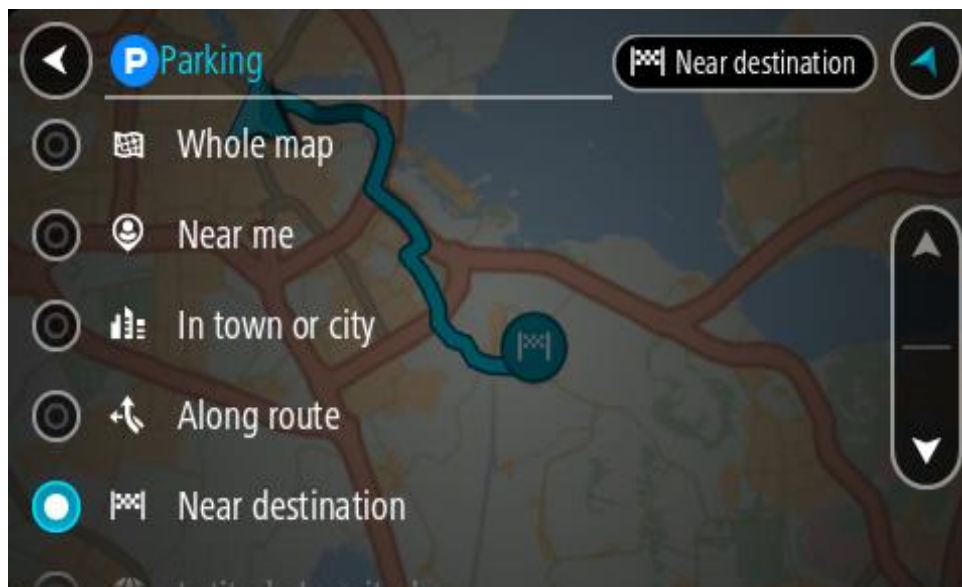 P Parking
Near destination
Whole map
Near me
In town or city
Along route
Near destination